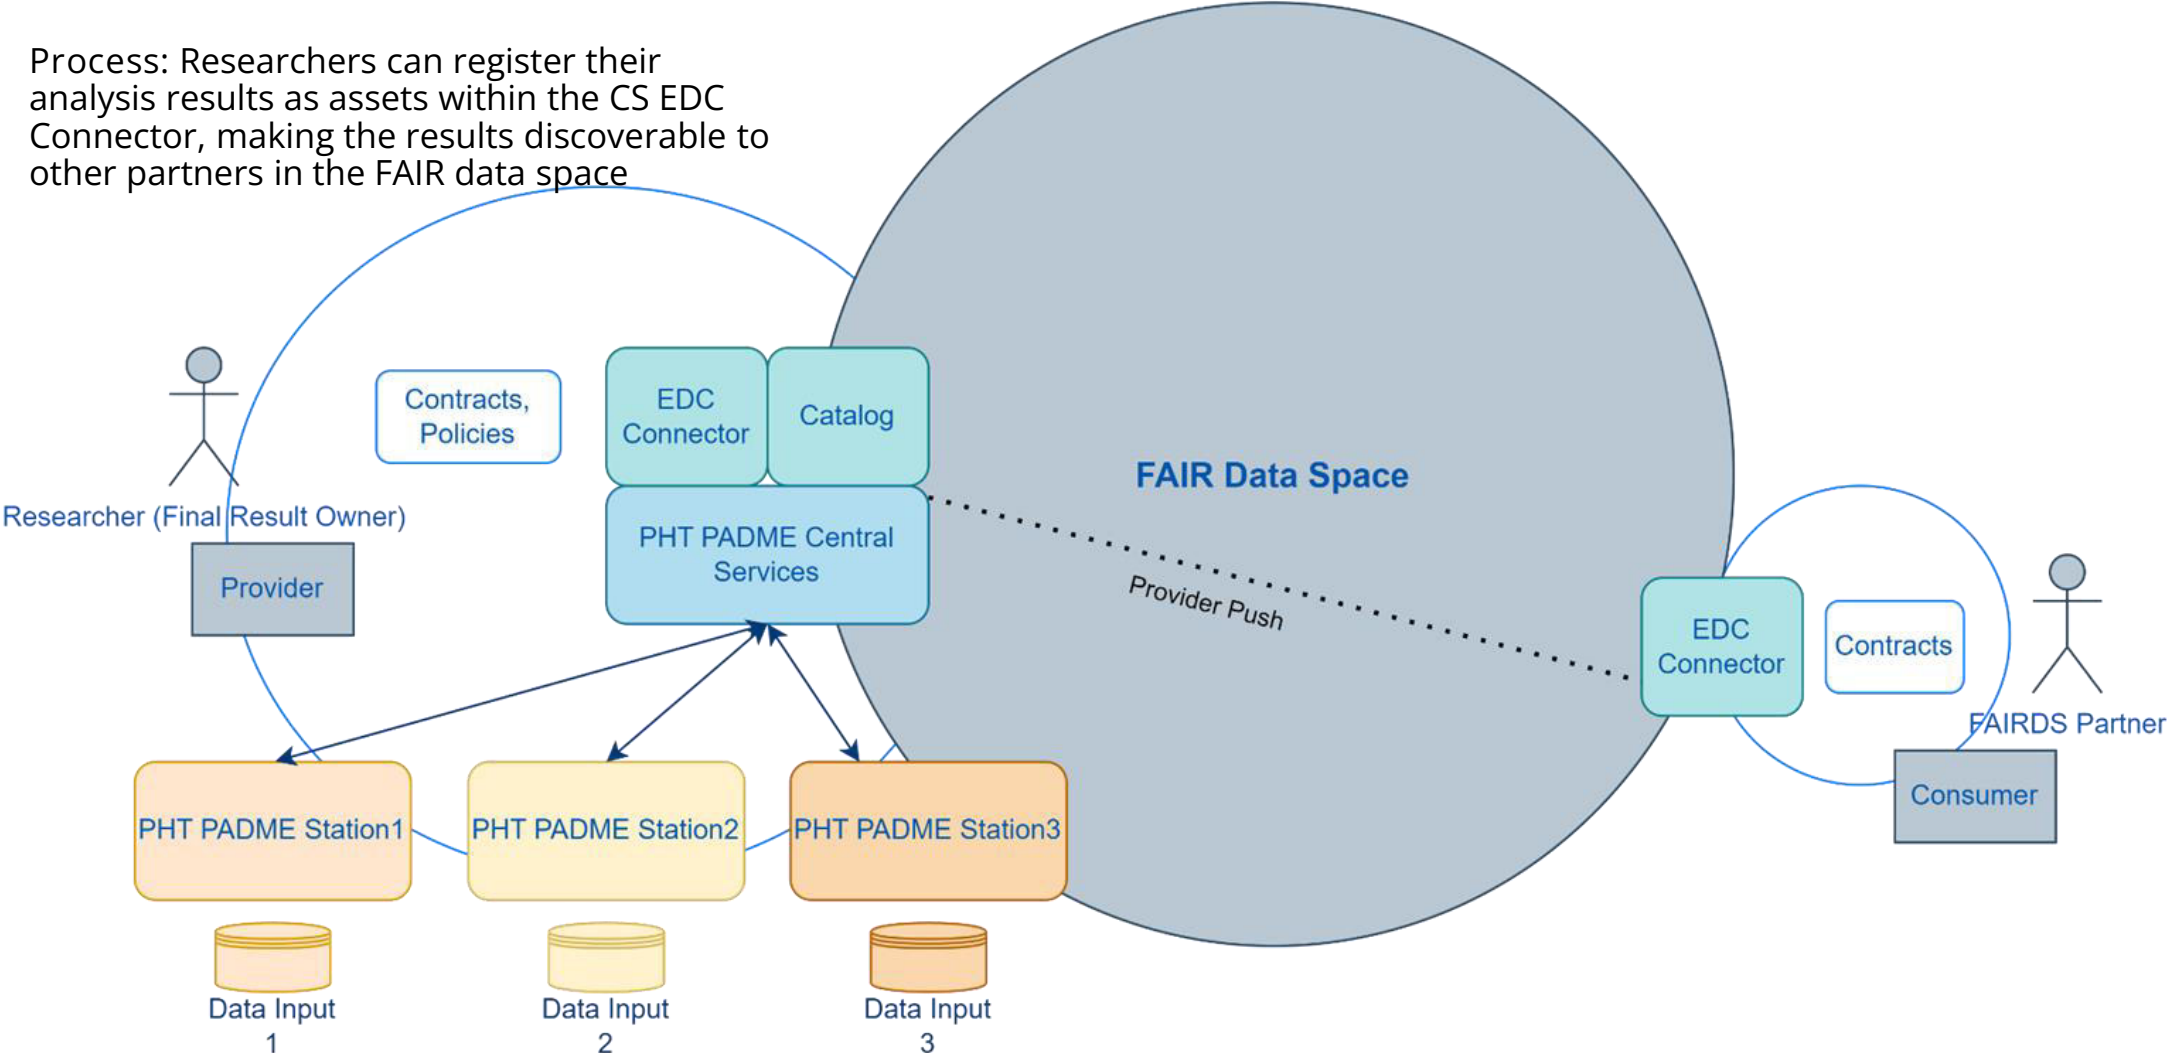 Process: Researchers can register their
analysis results as assets within the CS EDC
Connector, making the results discoverable to
other partners in the FAIR data space
Contracts,
Policies
EDC
Connector
Catalog
FAIR Data Space
Researcher (Final Result Owner)
Provider
PHT PADME Central
Services
Provider Push
EDC
Connector
Contracts
FAIRDS Partner
Consumer
PHT PADME Station1
PHT PADME Station2
PHT PADME Station3
Data Input
1
Data Input
2
Data Input
3